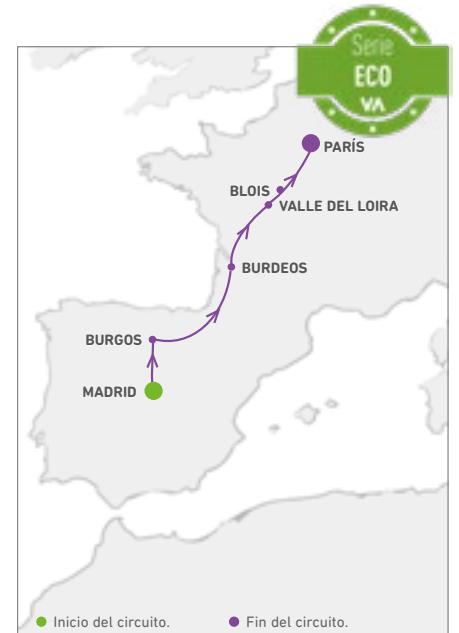 Serie
ECO
VA
PARÍS
BLOIS
VALLE DEL LOIRA
BURDEOS
BURGOS
MADRID
Inicio del circuito.
Fin del circuito.